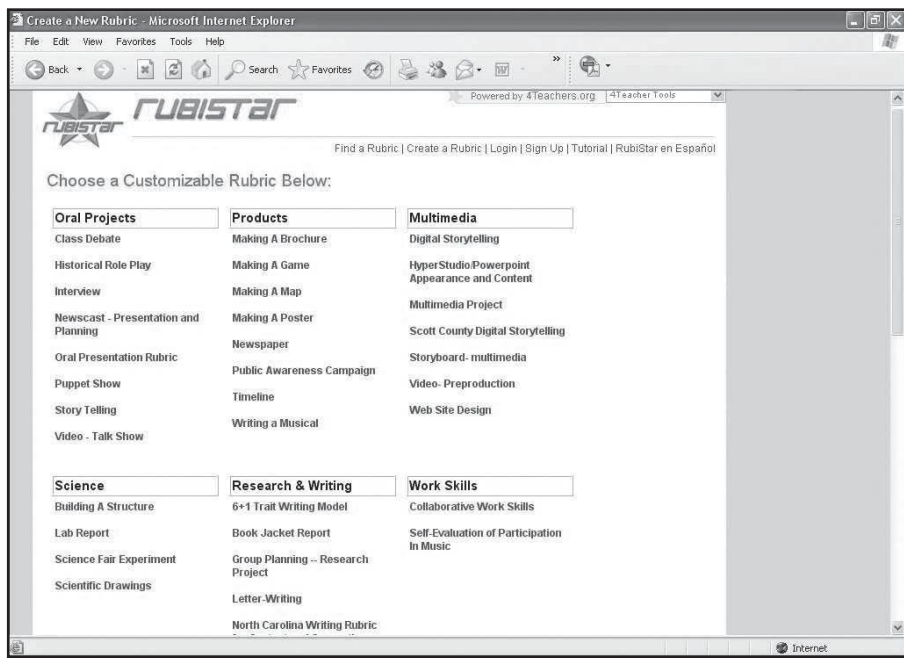 Create a New Rubric - Microsoft Internet Explorer
File Edit View Favorites Tools Help
Back Search Favorites »
RUBISTAR
RUBISTAR
Powered by 4Teachers.org 4Teacher Tools
Find a Rubric | Create a Rubric | Login | Sign Up | Tutorial | RubiStar en Español
Choose a Customizable Rubric Below:
Oral Projects
Class Debate
Historical Role Play
Interview
Newscast - Presentation and
Planning
Oral Presentation Rubric
Puppet Show
Story Telling
Video - Talk Show
Products
Making A Brochure
Making A Game
Making A Map
Making A Poster
Newspaper
Public Awareness Campaign
Timeline
Writing a Musical
Multimedia
Digital Storytelling
HyperStudio/Powerpoint
Appearance and Content
Multimedia Project
Scott County Digital Storytelling
Storyboard- multimedia
Video- Preproduction
Web Site Design
Science
Building A Structure
Lab Report
Science Fair Experiment
Scientific Drawings
Research & Writing
6+1 Trait Writing Model
Book Jacket Report
Group Planning -- Research
Project
Letter-Writing
North Carolina Writing Rubric
Work Skills
Collaborative Work Skills
Self-Evaluation of Participation
In Music
Internet